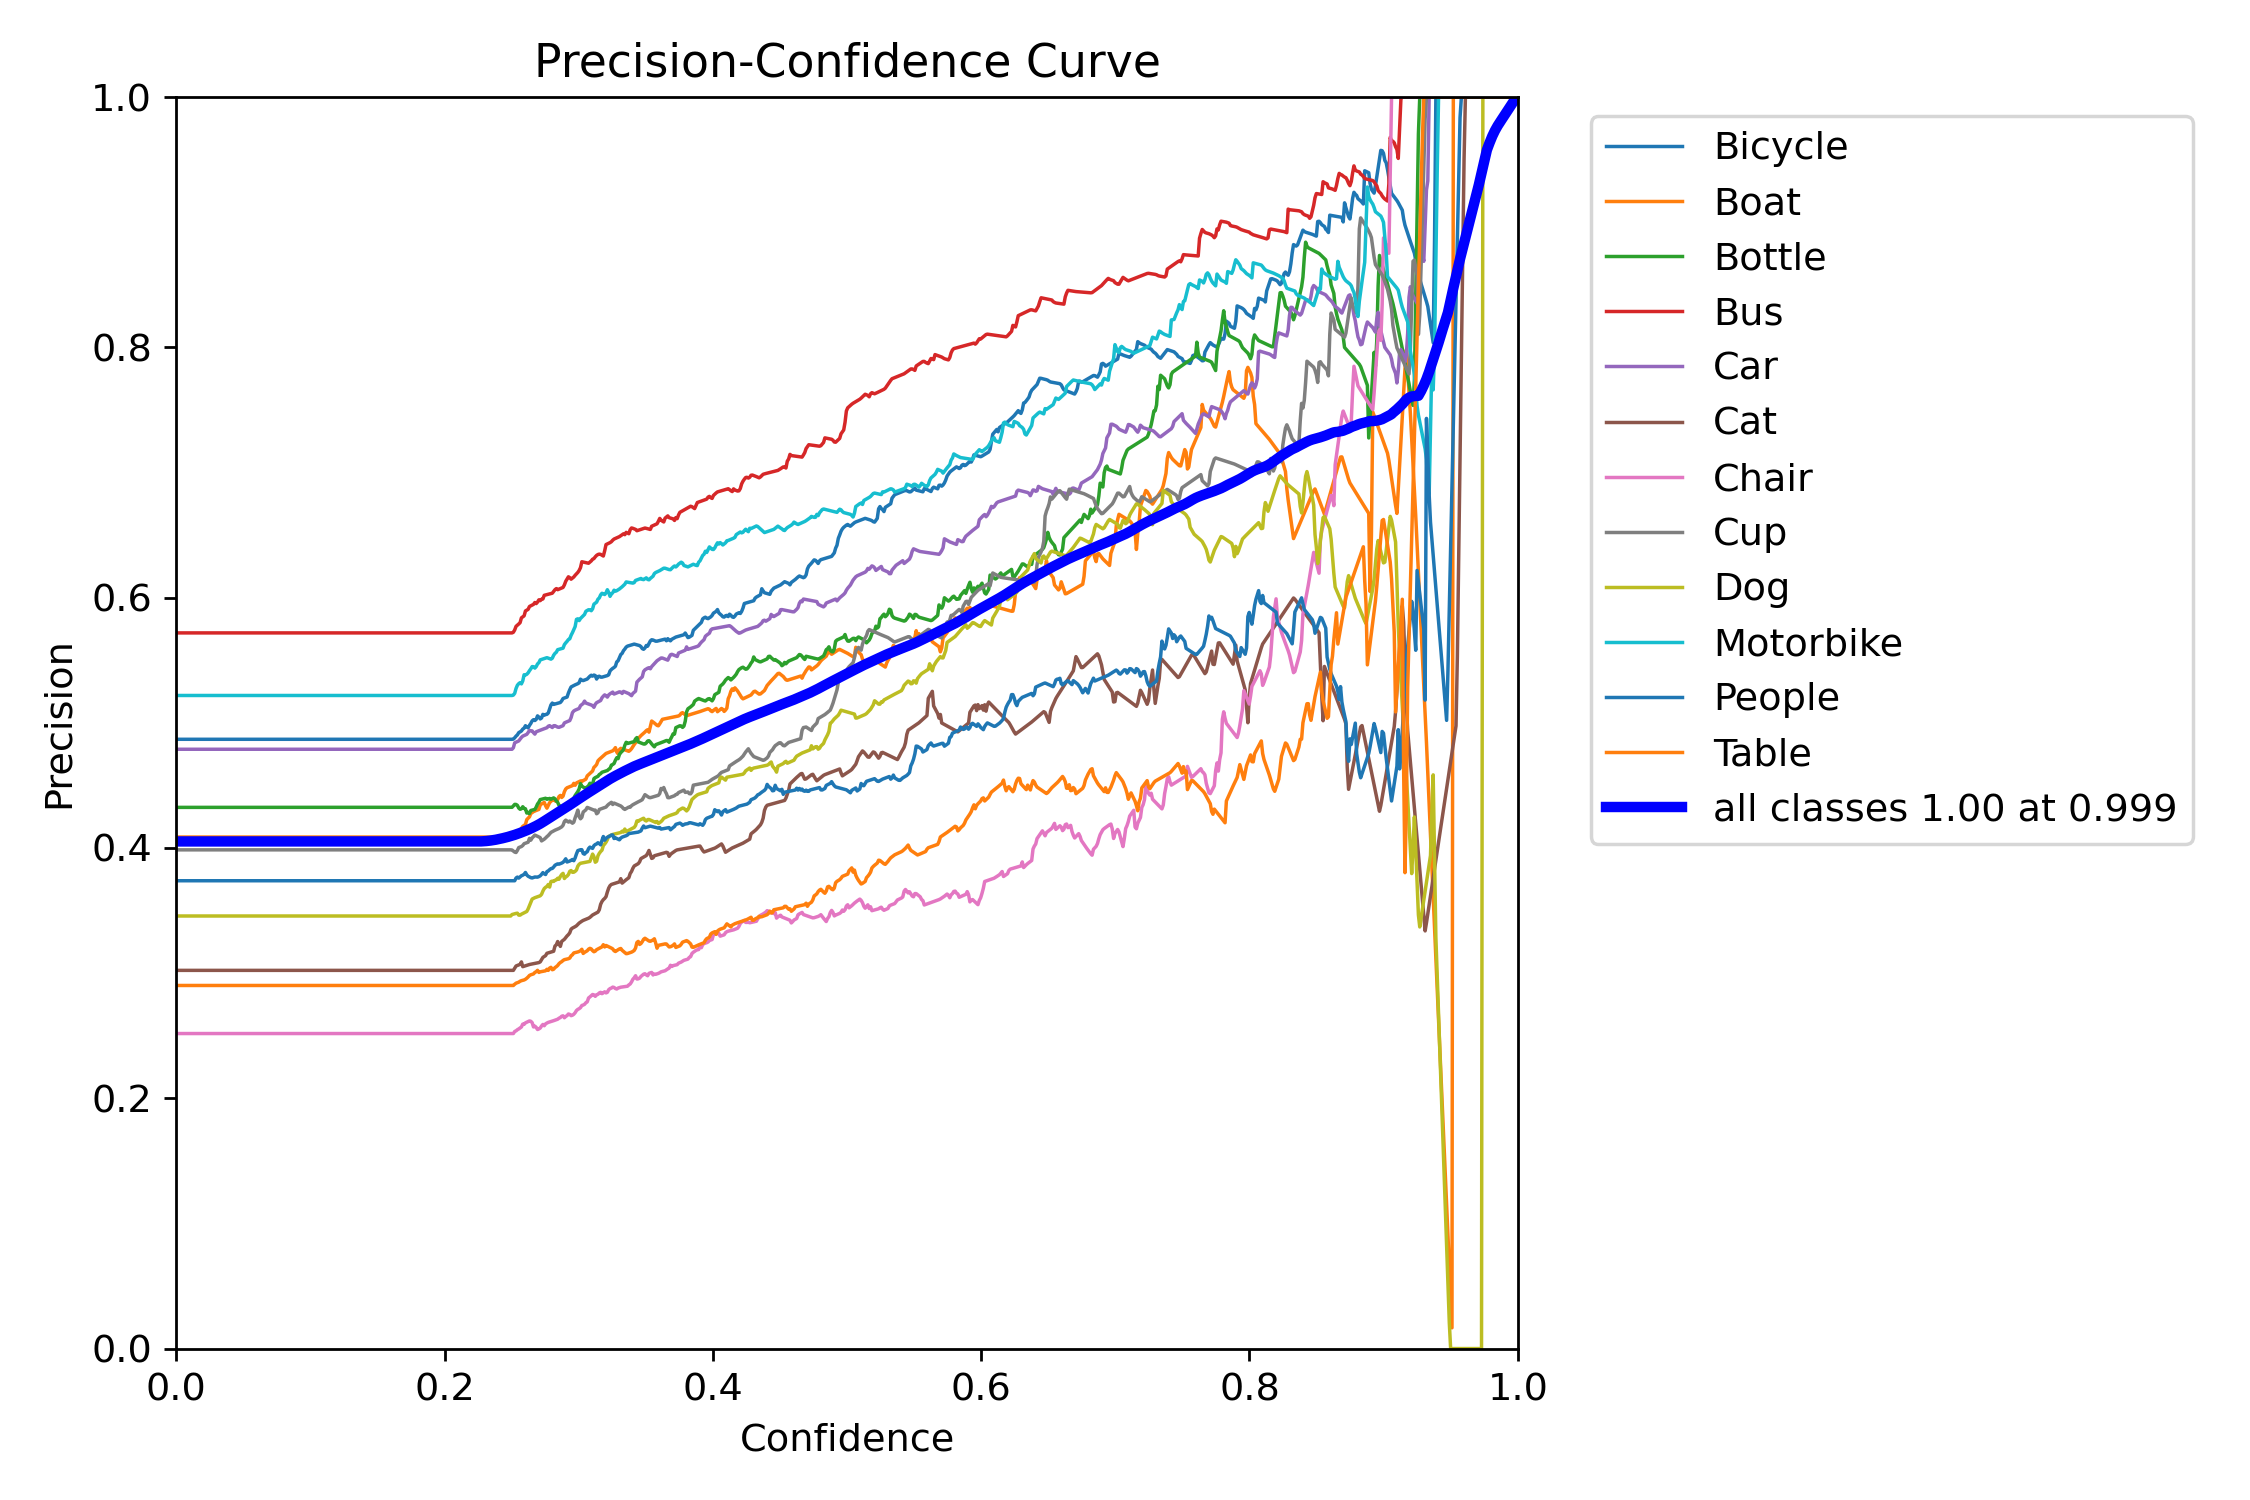 Precision-Confidence Curve
1.0
0.8
0.6
0.4
0.2
0.0
Precision
0.0 0.2 0.4 0.6 0.8 1.0
Confidence
Bicycle
Boat
Bottle
Bus
Car
Cat
Chair
Cup
Dog
Motorbike
People
Table
all classes 1.00 at 0.999